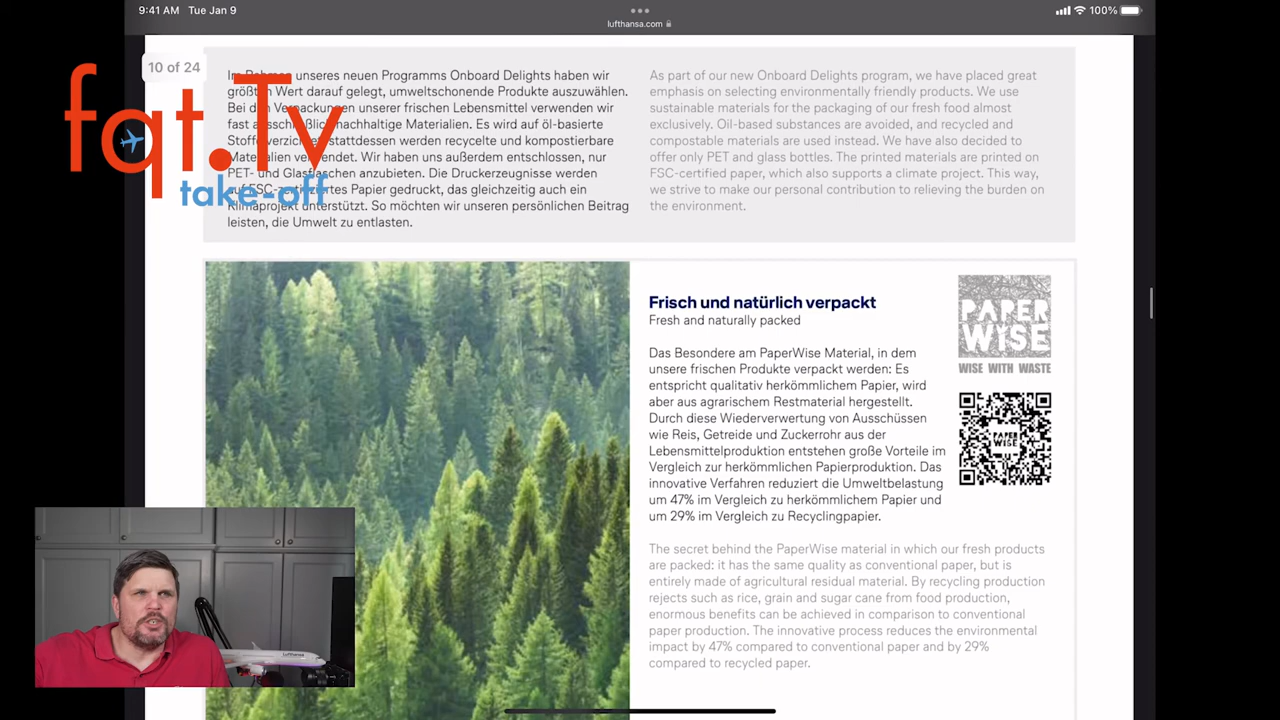 9:41 AM Tue Jan 9
lufthansa.com
100%
10 of 24
fqt.Tv
take-off
unseres neuen Programms Onboard Delights haben wir
größten Wert darauf gelegt, umweltschonende Produkte auszuwählen.
Bei den Verpackungen unserer frischen Lebensmittel verwenden wir
fast ausschließlich nachhaltige Materialien. Es wird auf öl-basierte
Stoffe verzichtet, stattdessen werden recycelte und kompostierbare
Materialien verwendet. Wir haben uns außerdem entschlossen, nur
PET- und Glasflaschen anzubieten. Die Druckerzeugnisse werden
auf FSC-zertifiziertes Papier gedruckt, das gleichzeitig auch ein
Klimaprojekt unterstützt. So möchten wir unseren persönlichen Beitrag
leisten, die Umwelt zu entlasten.
As part of our new Onboard Delights program, we have placed great
emphasis on selecting environmentally friendly products. We use
sustainable materials for the packaging of our fresh food almost
exclusively. Oil-based substances are avoided, and recycled and
compostable materials are used instead. We have also decided to
offer only PET and glass bottles. The printed materials are printed on
FSC-certified paper, which also supports a climate project. This way,
we strive to make our personal contribution to relieving the burden on
the environment.
Frisch und natürlich verpackt
Fresh and naturally packed
Das Besondere am PaperWise Material, in dem
unsere frischen Produkte verpackt werden: Es
entspricht qualitativ herkömmlichem Papier, wird
aber aus agrarischem Restmaterial hergestellt.
Durch diese Wiederverwertung von Ausschüssen
wie Reis, Getreide und Zuckerrohr aus der
Lebensmittelproduktion entstehen große Vorteile im
Vergleich zur herkömmlichen Papierproduktion. Das
innovative Verfahren reduziert die Umweltbelastung
um 47% im Vergleich zu herkömmlichem Papier und
um 29% im Vergleich zu Recyclingpapier.
The secret behind the PaperWise material in which our fresh products
are packed: it has the same quality as conventional paper, but is
entirely made of agricultural residual material. By recycling production
rejects such as rice, grain and sugar cane from food production,
enormous benefits can be achieved in comparison to conventional
paper production. The innovative process reduces the environmental
impact by 47% compared to conventional paper and by 29%
compared to recycled paper.
PAPER
WISE
WISE WITH WASTE
PAPER
WISE
Lufthansa